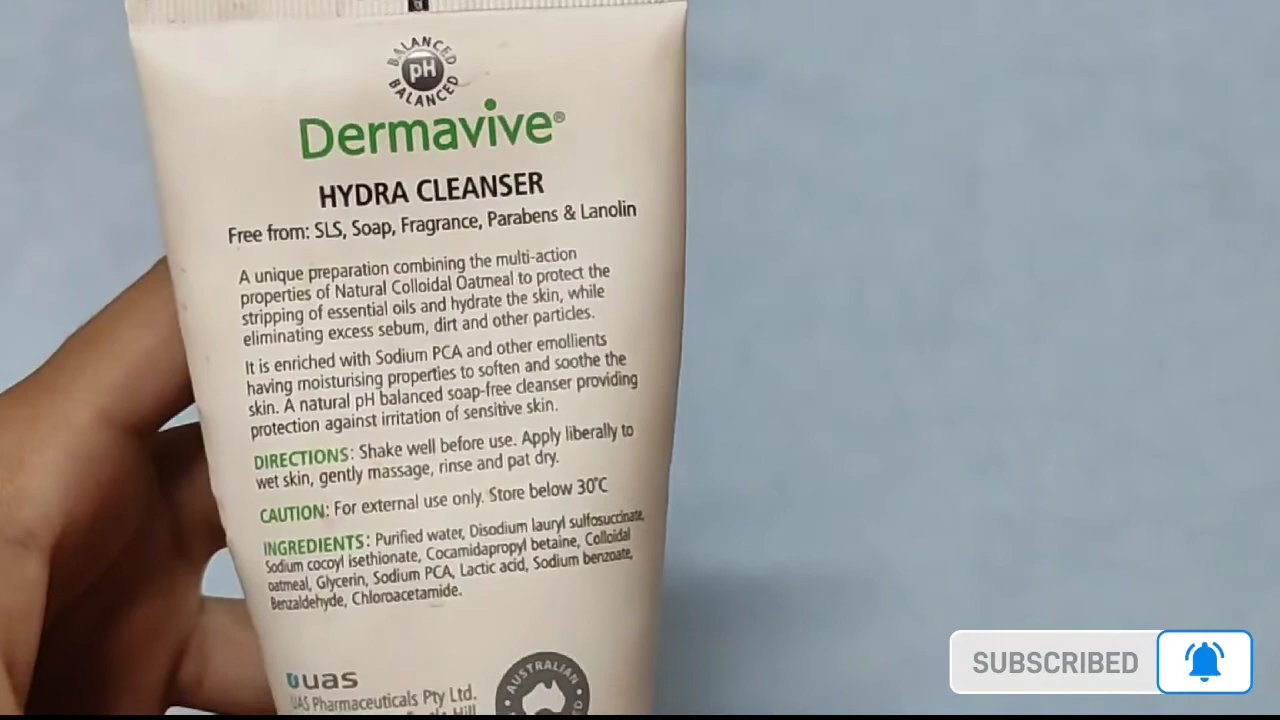 BALANCED
pH
BALANCED
Dermavive®
HYDRA CLEANSER
Free from: SLS, Soap, Fragrance, Parabens & Lanolin
A unique preparation combining the multi-action
properties of Natural Colloidal Oatmeal to protect the
stripping of essential oils and hydrate the skin, while
eliminating excess sebum, dirt and other particles.
It is enriched with Sodium PCA and other emollients
having moisturising properties to soften and soothe the
skin. A natural pH balanced soap-free cleanser providing
protection against irritation of sensitive skin.
DIRECTIONS: Shake well before use. Apply liberally to
wet skin, gently massage, rinse and pat dry.
CAUTION: For external use only. Store below 30°C
INGREDIENTS: Purified water, Disodium lauryl sulfosuccinate,
Sodium cocoyl isethionate, Cocamidapropyl betaine, Colloidal
oatmeal, Glycerin, Sodium PCA, Lactic acid, Sodium benzoate,
Benzaldehyde, Chloroacetamide.
uas
UAS Pharmaceuticals Pty Ltd.
Hill
AUSTRALIAN
SUBSCRIBED